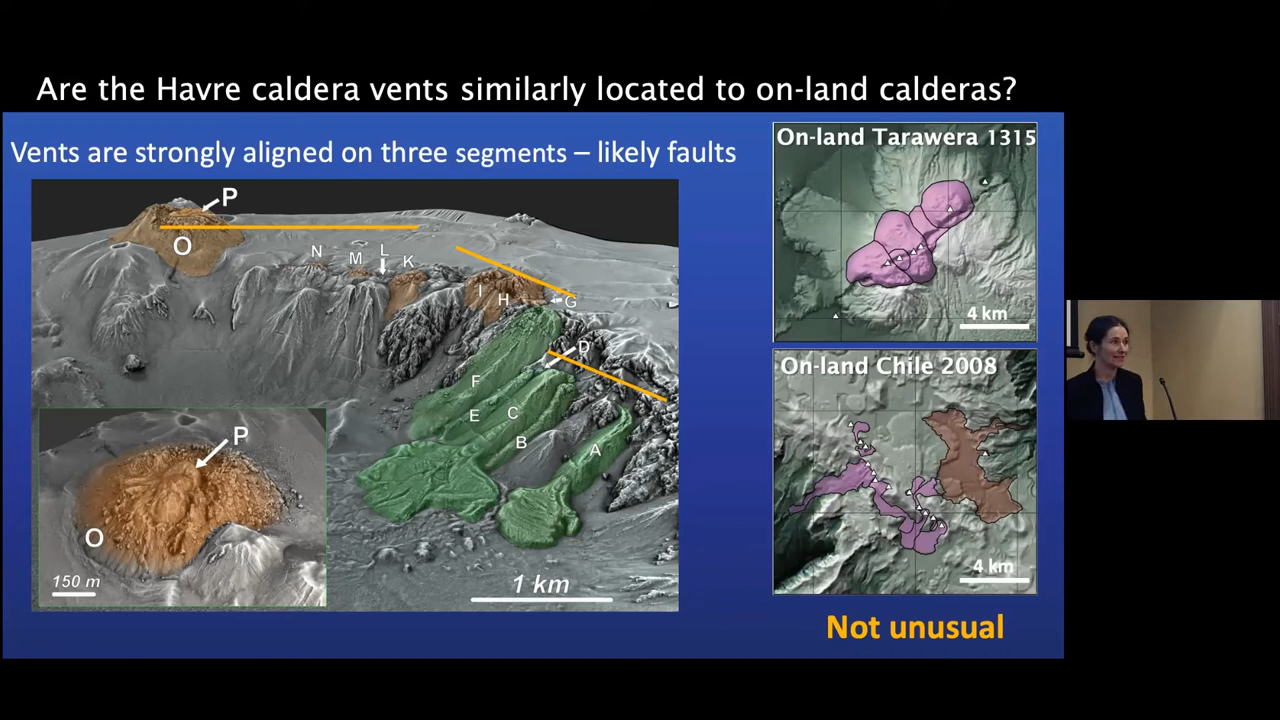 Are the Havre caldera vents similarly located to on-land calderas?
Vents are strongly aligned on three segments – likely faults
P
O
N
M
L
K
I
H
G
D
F
E
C
B
A
1 km
P
O
150 m
On-land Tarawera 1315
4 km
On-land Chile 2008
4 km
Not unusual